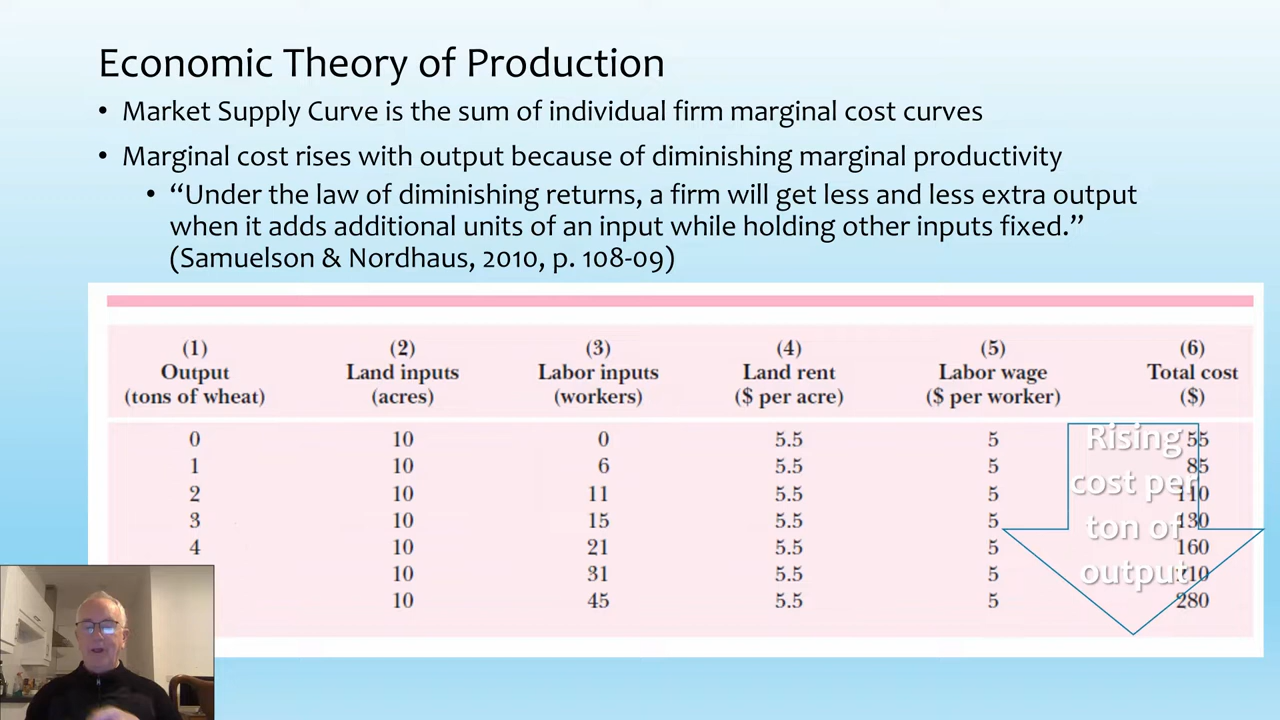 Economic Theory of Production
• Market Supply Curve is the sum of individual firm marginal cost curves
• Marginal cost rises with output because of diminishing marginal productivity
• “Under the law of diminishing returns, a firm will get less and less extra output
when it adds additional units of an input while holding other inputs fixed.”
(Samuelson & Nordhaus, 2010, p. 108-09)
(1) (2) (3) (4) (5) (6)
Output Land inputs Labor inputs Land rent Labor wage Total cost
(tons of wheat) (acres) (workers) ($ per acre) ($ per worker) ($)
0 10 0 5.5 5 55
1 10 6 5.5 5 85
2 10 11 5.5 5 110
3 10 15 5.5 5 130
4 10 21 5.5 5 160
10 31 5.5 5 210
10 45 5.5 5 280
Rising
cost per
ton of
output